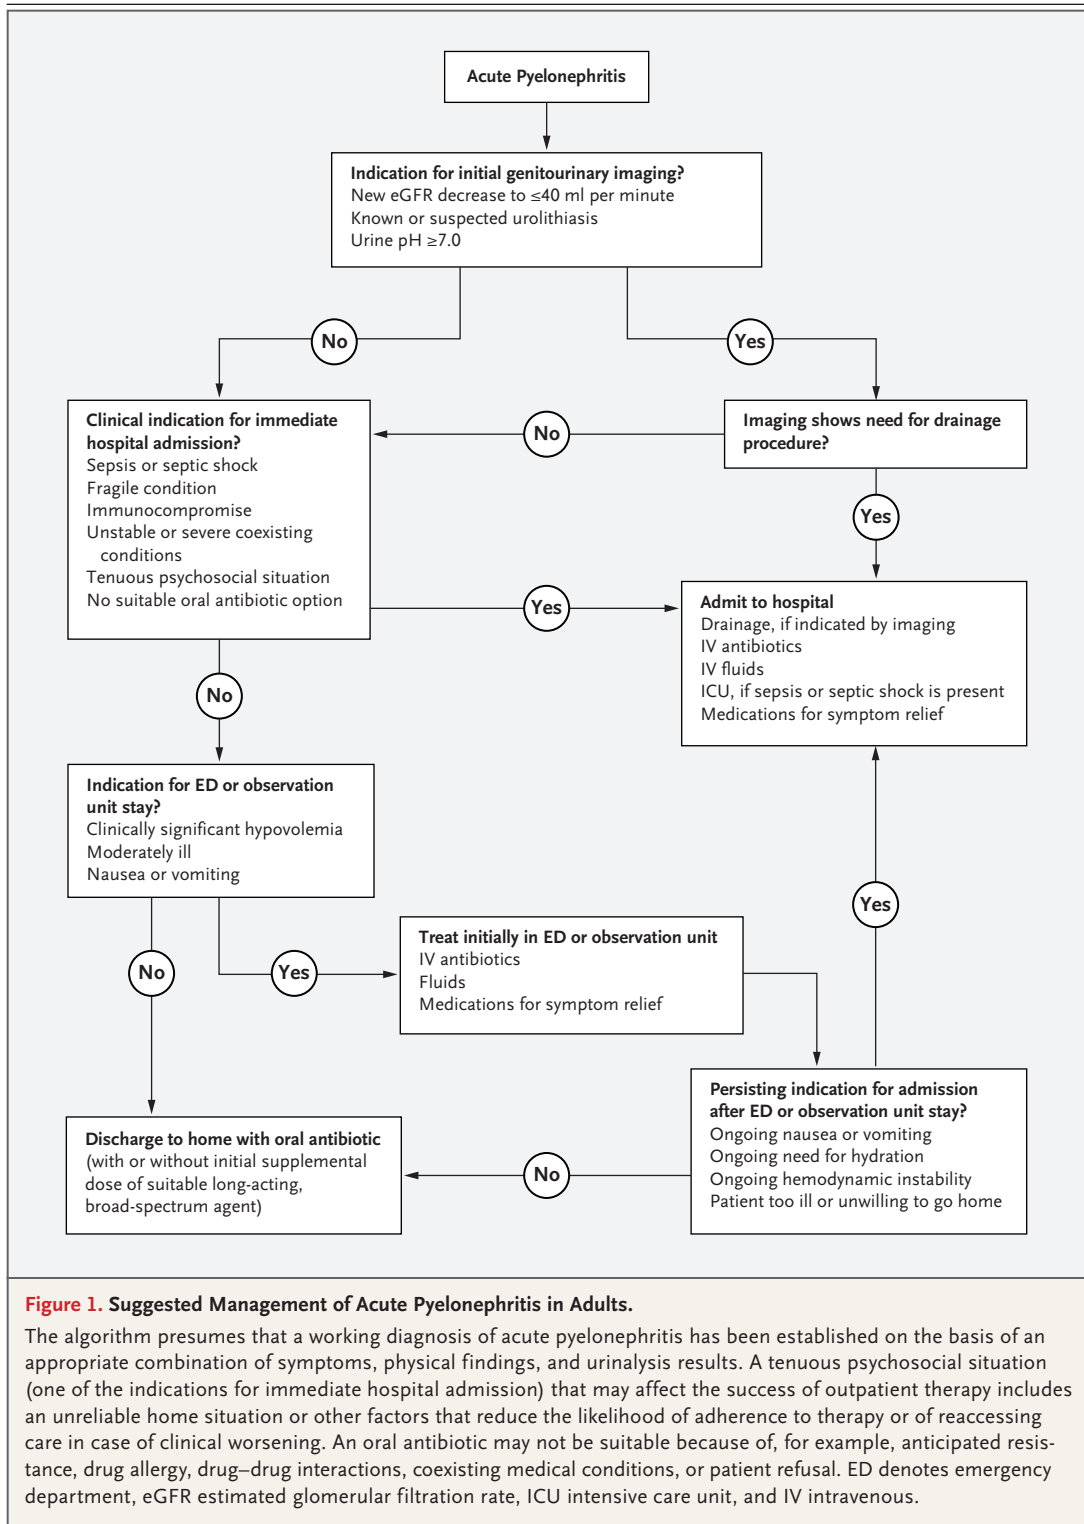 Acute Pyelonephritis
Indication for initial genitourinary imaging?
New eGFR decrease to ≤40 ml per minute
Known or suspected urolithiasis
Urine pH ≥7.0
No
Yes
Clinical indication for immediate
hospital admission?
Sepsis or septic shock
Fragile condition
Immunocompromise
Unstable or severe coexisting
conditions
Tenuous psychosocial situation
No suitable oral antibiotic option
No
Imaging shows need for drainage
procedure?
Yes
Yes
Admit to hospital
Drainage, if indicated by imaging
IV antibiotics
IV fluids
ICU, if sepsis or septic shock is present
Medications for symptom relief
No
Indication for ED or observation
unit stay?
Clinically significant hypovolemia
Moderately ill
Nausea or vomiting
Yes
No
Yes
Treat initially in ED or observation unit
IV antibiotics
Fluids
Medications for symptom relief
Persisting indication for admission
after ED or observation unit stay?
Ongoing nausea or vomiting
Ongoing need for hydration
Ongoing hemodynamic instability
Patient too ill or unwilling to go home
No
Discharge to home with oral antibiotic
(with or without initial supplemental
dose of suitable long-acting,
broad-spectrum agent)
Figure 1. Suggested Management of Acute Pyelonephritis in Adults.
The algorithm presumes that a working diagnosis of acute pyelonephritis has been established on the basis of an
appropriate combination of symptoms, physical findings, and urinalysis results. A tenuous psychosocial situation
(one of the indications for immediate hospital admission) that may affect the success of outpatient therapy includes
an unreliable home situation or other factors that reduce the likelihood of adherence to therapy or of reaccessing
care in case of clinical worsening. An oral antibiotic may not be suitable because of, for example, anticipated resis-
tance, drug allergy, drug–drug interactions, coexisting medical conditions, or patient refusal. ED denotes emergency
department, eGFR estimated glomerular filtration rate, ICU intensive care unit, and IV intravenous.